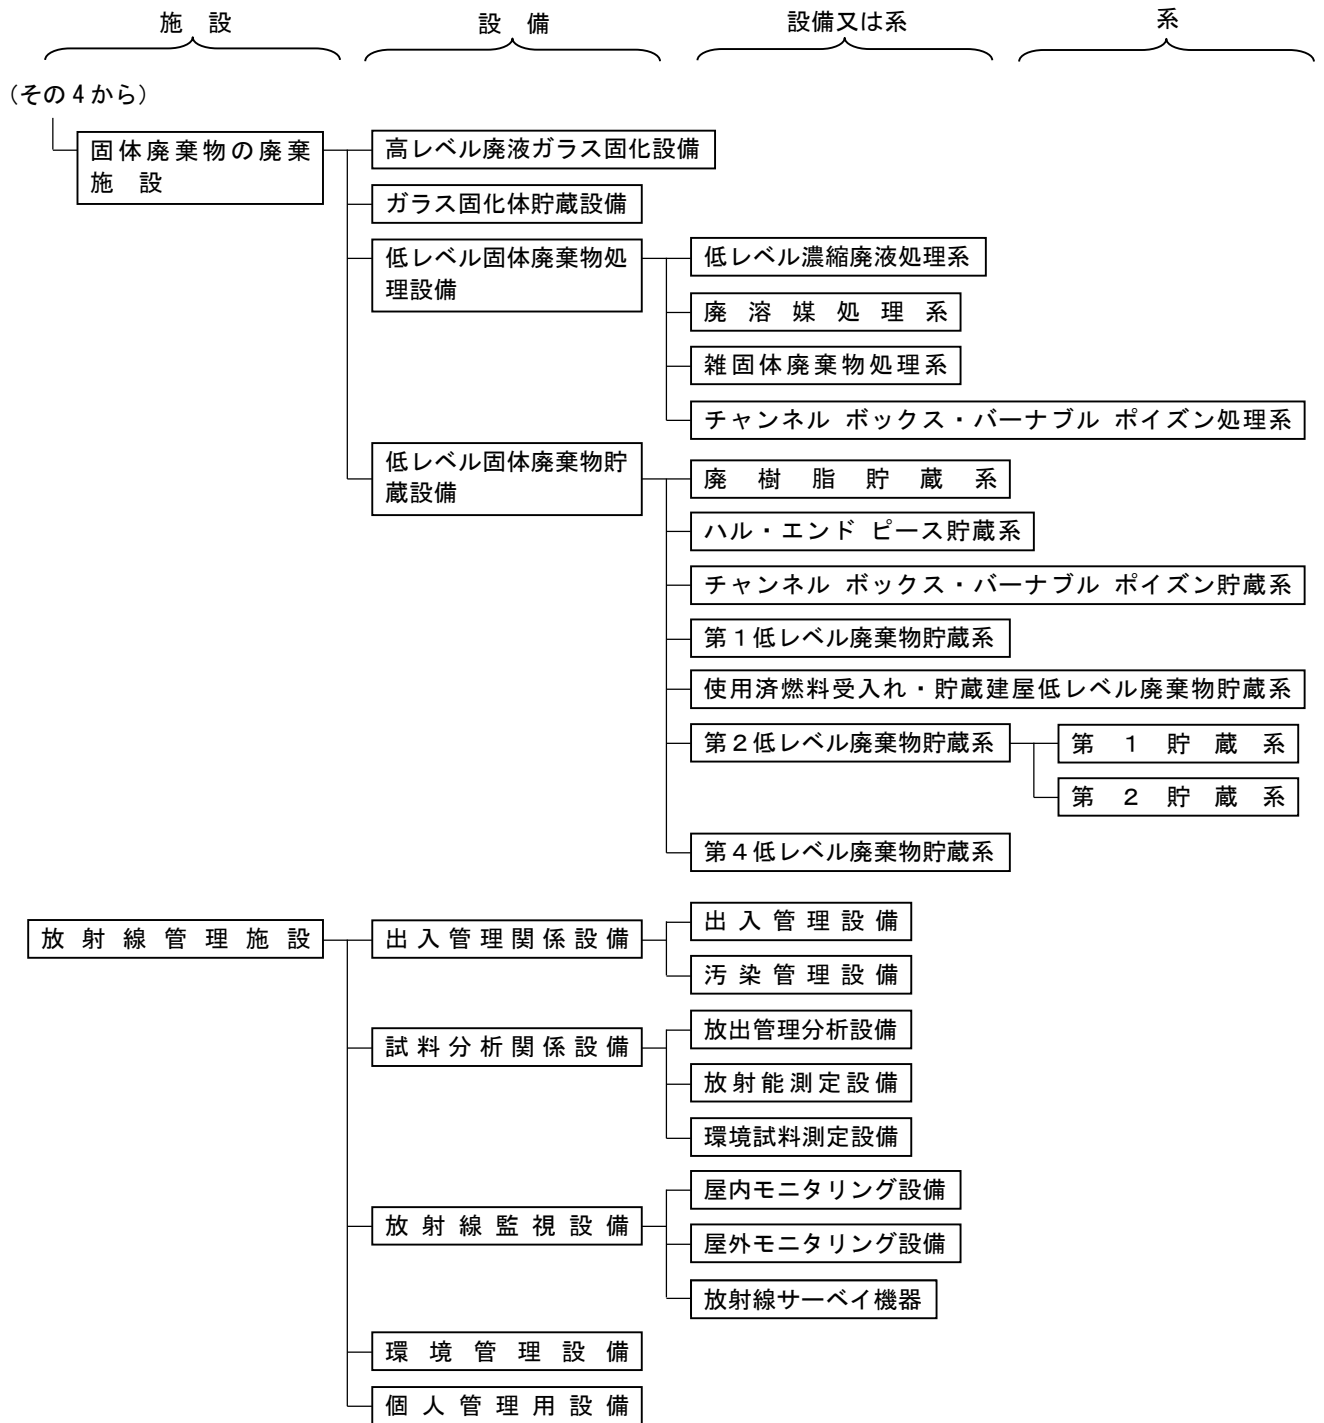 施　設
設　備
設備又は系
系
（その４から）
固体廃棄物の廃棄
施　設
高レベル廃液ガラス固化設備
ガラス固化体貯蔵設備
低レベル固体廃棄物処
理設備
低レベル濃縮廃液処理系
廃溶媒処理系
雑固体廃棄物処理系
チャンネル ボックス・バーナブル ポイズン処理系
低レベル固体廃棄物貯
蔵設備
廃樹脂貯蔵系
ハル・エンド ピース貯蔵系
チャンネル ボックス・バーナブル ポイズン貯蔵系
第１低レベル廃棄物貯蔵系
使用済燃料受入れ・貯蔵建屋低レベル廃棄物貯蔵系
第２低レベル廃棄物貯蔵系
第１貯蔵系
第２貯蔵系
第４低レベル廃棄物貯蔵系
放射線管理施設
出入管理関係設備
出入管理設備
汚染管理設備
試料分析関係設備
放出管理分析設備
放射能測定設備
環境試料測定設備
放射線監視設備
屋内モニタリング設備
屋外モニタリング設備
放射線サーベイ機器
環境管理設備
個人管理用設備